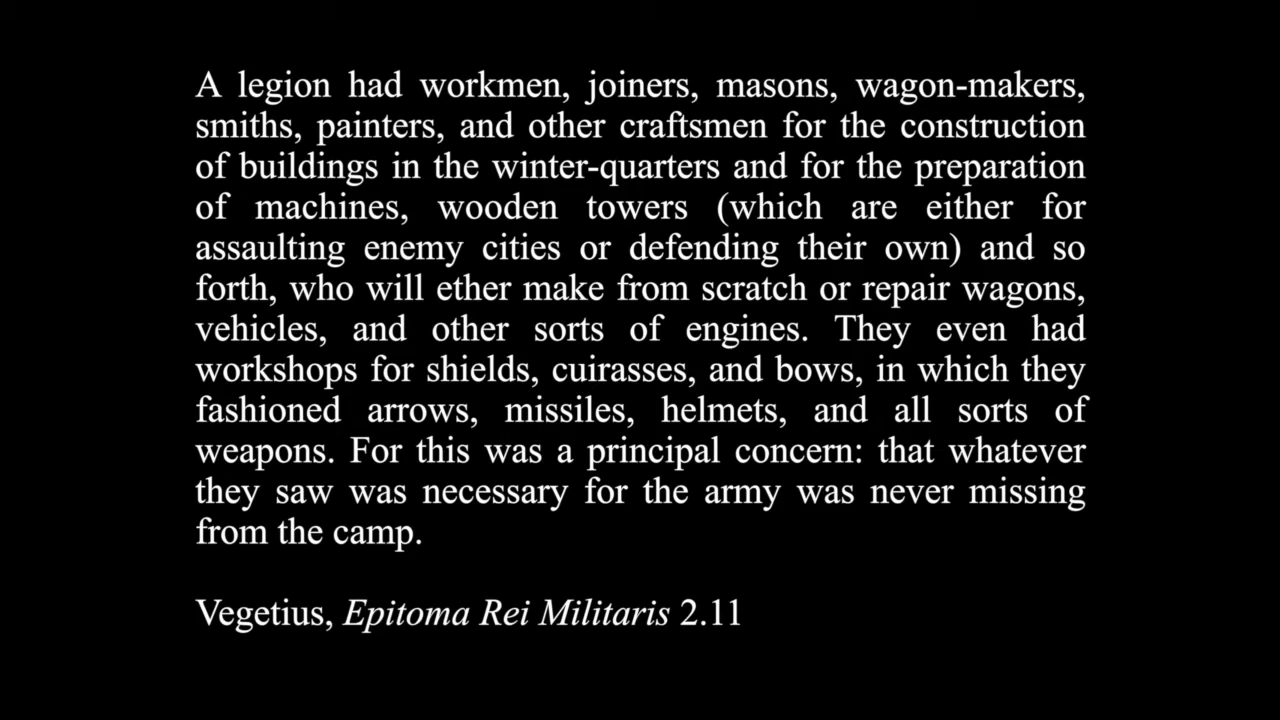 A legion had workmen, joiners, masons, wagon-makers,
smiths, painters, and other craftsmen for the construction
of buildings in the winter-quarters and for the preparation
of machines, wooden towers (which are either for
assaulting enemy cities or defending their own) and so
forth, who will ether make from scratch or repair wagons,
vehicles, and other sorts of engines. They even had
workshops for shields, cuirasses, and bows, in which they
fashioned arrows, missiles, helmets, and all sorts of
weapons. For this was a principal concern: that whatever
they saw was necessary for the army was never missing
from the camp.
Vegetius, Epitoma Rei Militaris 2.11